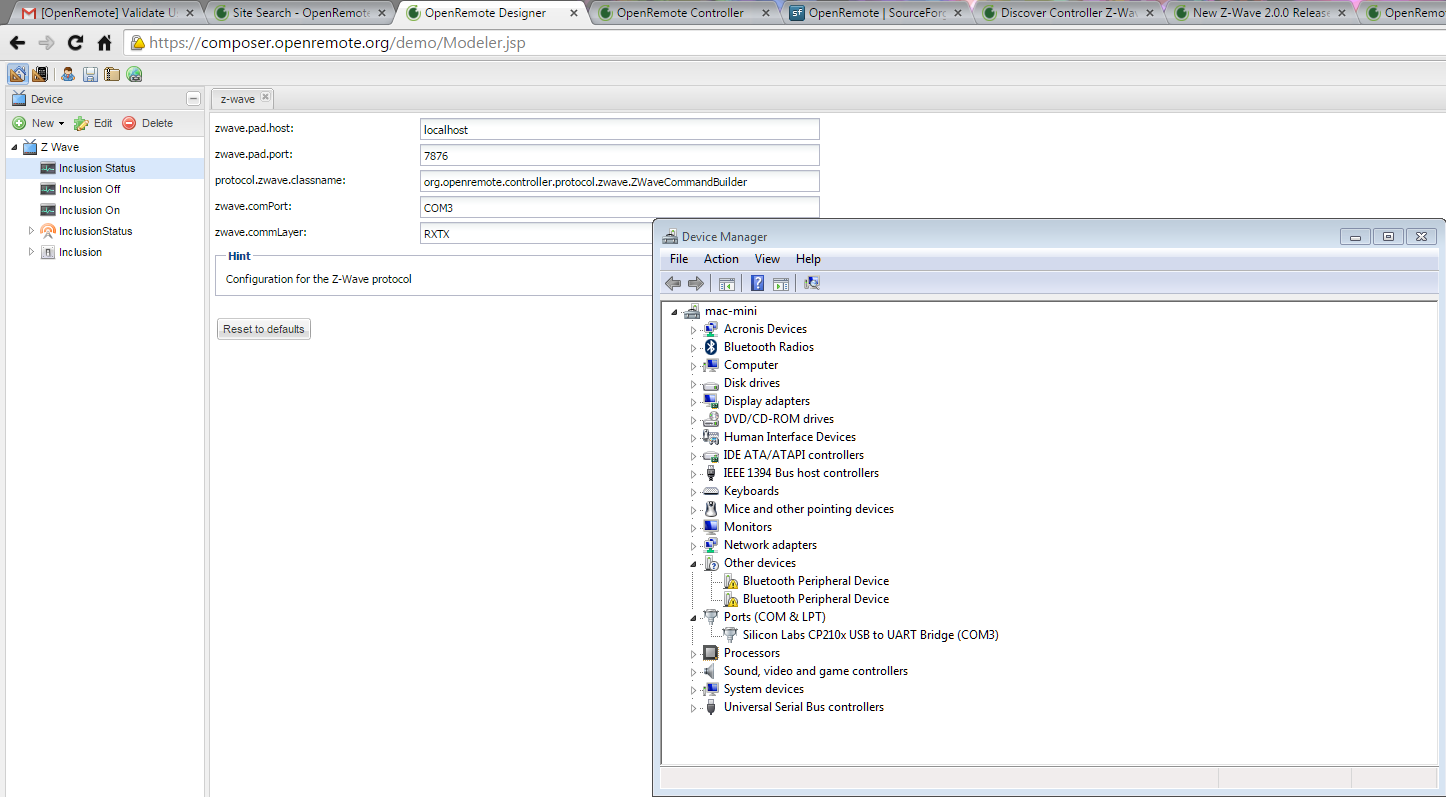 [OpenRemote] Validate U
Site Search - OpenRemote
OpenRemote Designer
OpenRemote Controller
OpenRemote | SourceForg
Discover Controller Z-Wav
New Z-Wave 2.0.0 Release
OpenRemo
https://composer.openremote.org/demo/Modeler.jsp
Device
z-wave
New
Edit
Delete
Z Wave
Inclusion Status
Inclusion Off
Inclusion On
InclusionStatus
Inclusion
zwave.pad.host:
localhost
zwave.pad.port:
7876
protocol.zwave.classname:
org.openremote.controller.protocol.zwave.ZWaveCommandBuilder
zwave.comPort:
COM3
zwave.commLayer:
RXTX
Hint
Configuration for the Z-Wave protocol
Reset to defaults
Device Manager
File Action View Help
mac-mini
Acronis Devices
Bluetooth Radios
Computer
Disk drives
Display adapters
DVD/CD-ROM drives
Human Interface Devices
IDE ATA/ATAPI controllers
IEEE 1394 Bus host controllers
Keyboards
Mice and other pointing devices
Monitors
Network adapters
Other devices
Bluetooth Peripheral Device
Bluetooth Peripheral Device
Ports (COM & LPT)
Silicon Labs CP210x USB to UART Bridge (COM3)
Processors
Sound, video and game controllers
System devices
Universal Serial Bus controllers